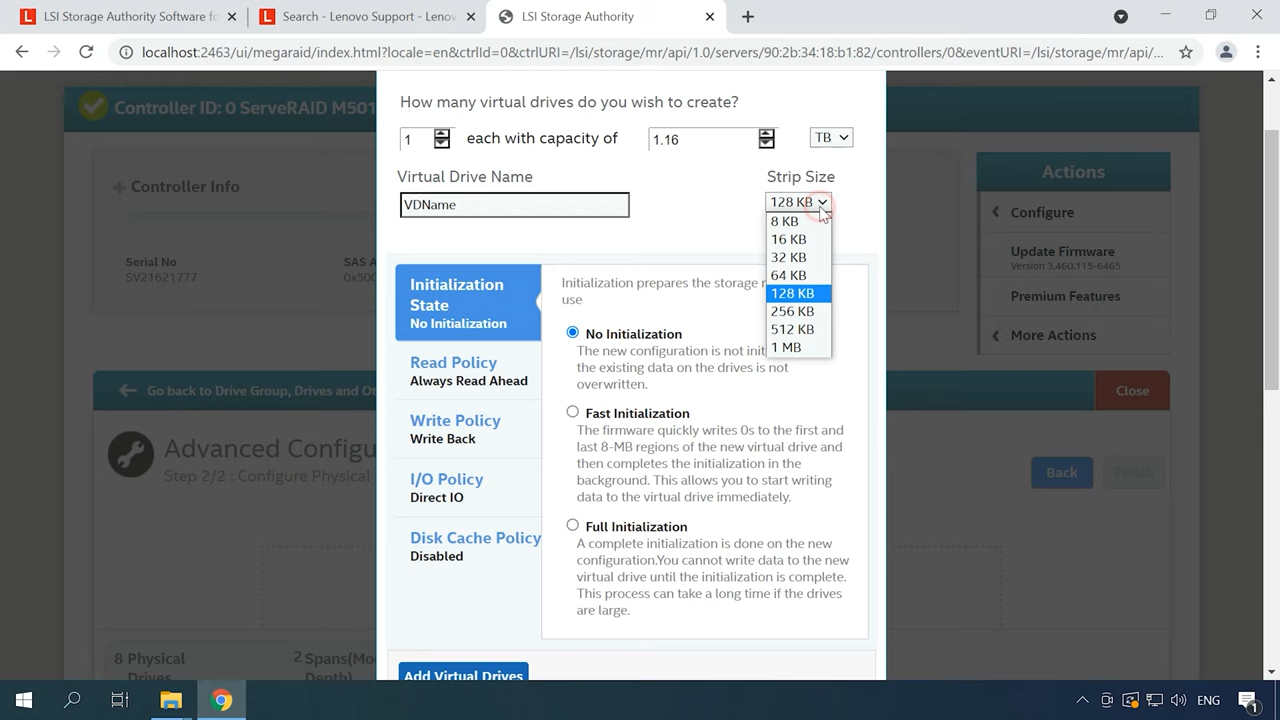 LSI Storage Authority Software fo
Search - Lenovo Support - Lenov
LSI Storage Authority
localhost:2463/ui/megaraid/index.html?locale=en&ctrlId=0&ctrlURI=/lsi/storage/mr/api/1.0/servers/90:2b:34:18:b1:82/controllers/0&eventURI=/lsi/storage/mr/api/...
Controller ID: 0 ServeRAID M501
Controller Info
Serial No
SV21621777
SAS A
0x500
How many virtual drives do you wish to create?
1 each with capacity of 1.16 TB
Virtual Drive Name
Strip Size
VDName
128 KB
8 KB
16 KB
32 KB
64 KB
128 KB
256 KB
512 KB
1 MB
Initialization
State
No Initialization
Read Policy
Always Read Ahead
Write Policy
Write Back
I/O Policy
Direct IO
Disk Cache Policy
Disabled
Initialization prepares the storage m
use
No Initialization
The new configuration is not init
the existing data on the drives is not
overwritten.
Fast Initialization
The firmware quickly writes 0s to the first and
last 8-MB regions of the new virtual drive and
then completes the initialization in the
background. This allows you to start writing
data to the virtual drive immediately.
Full Initialization
A complete initialization is done on the new
configuration.You cannot write data to the
new virtual drive until the initialization is complete.
This process can take a long time if the drives
are large.
Add Virtual Drives
Actions
Configure
Update Firmware
Version 3.460.115-6465
Premium Features
More Actions
Go back to Drive Group, Drives and Ot
Close
Advanced Configu
Step 2/2 : Configure Physical
Back
Finish
8 Physical
Drives
2 Spans(Mo
Depth)
ENG
1